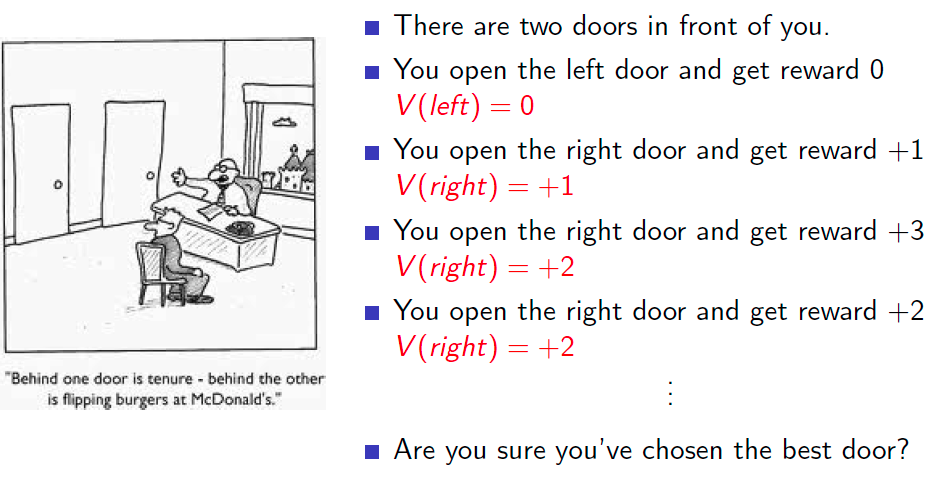 There are two doors in front of you.
You open the left door and get reward 0
V(left) = 0
You open the right door and get reward +1
V(right) = +1
You open the right door and get reward +3
V(right) = +2
You open the right door and get reward +2
V(right) = +2
⋮
Are you sure you've chosen the best door?
"Behind one door is tenure - behind the other
is flipping burgers at McDonald's."